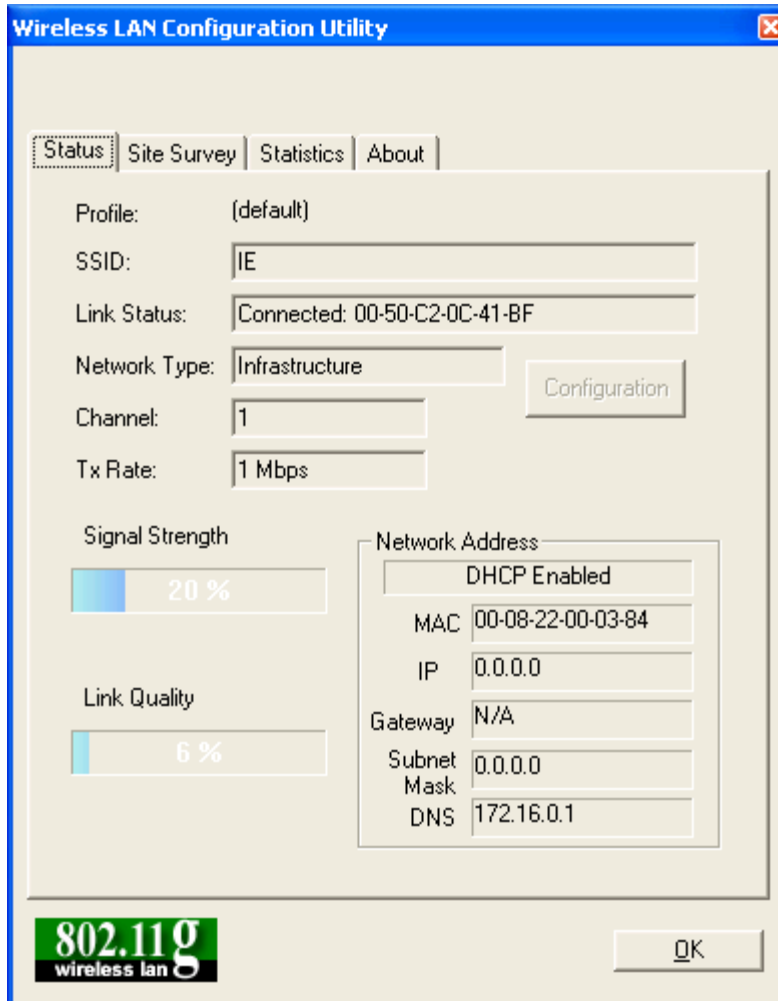 Wireless LAN Configuration Utility
Status Site Survey Statistics About
Profile: (default)
SSID: IE
Link Status: Connected: 00-50-C2-0C-41-BF
Network Type: Infrastructure
Configuration
Channel: 1
Tx Rate: 1 Mbps
Signal Strength
20 %
Link Quality
6 %
Network Address
DHCP Enabled
MAC 00-08-22-00-03-84
IP 0.0.0.0
Gateway N/A
Subnet Mask 0.0.0.0
DNS 172.16.0.1
802.11g
wireless lan
OK